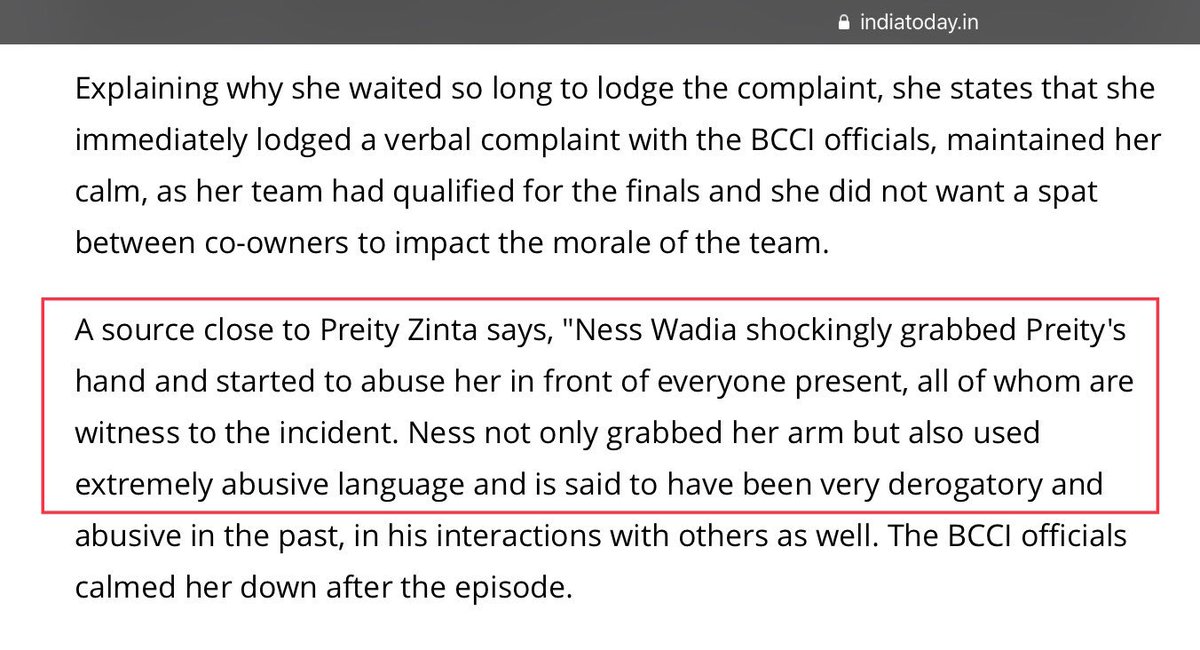 indiatoday.in
Explaining why she waited so long to lodge the complaint, she states that she
immediately lodged a verbal complaint with the BCCI officials, maintained her
calm, as her team had qualified for the finals and she did not want a spat
between co-owners to impact the morale of the team.
A source close to Preity Zinta says, "Ness Wadia shockingly grabbed Preity's
hand and started to abuse her in front of everyone present, all of whom are
witness to the incident. Ness not only grabbed her arm but also used
extremely abusive language and is said to have been very derogatory and
abusive in the past, in his interactions with others as well. The BCCI officials
calmed her down after the episode.